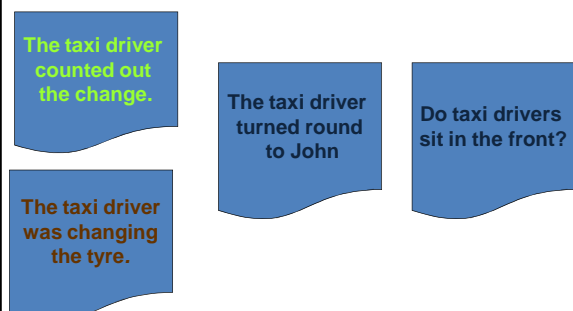 The taxi driver
counted out
the change.
The taxi driver
was changing
the tyre.
The taxi driver
turned round
to John
Do taxi drivers
sit in the front?